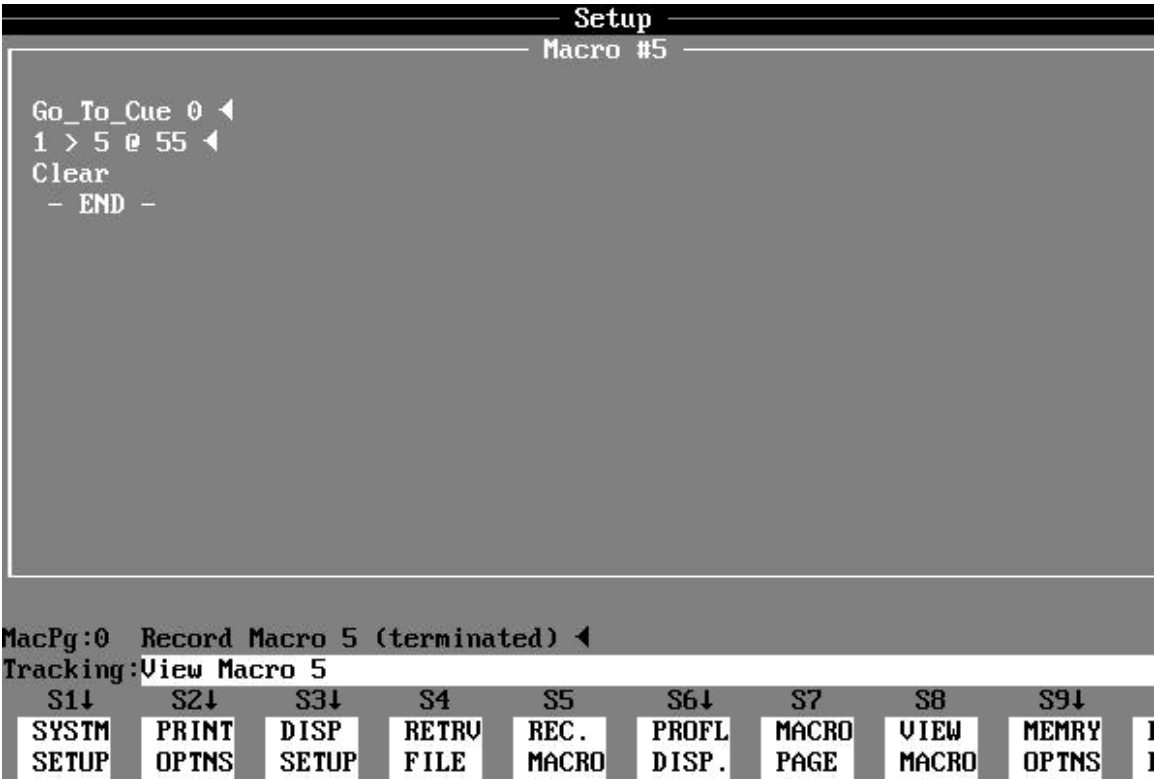 Setup
Macro #5
Go_To_Cue 0 ◄
1 > 5 @ 55 ◄
Clear
- END -
MacPg:0 Record Macro 5 (terminated) ◄
Tracking:View Macro 5
S1↓ S2↓ S3↓ S4 S5 S6↓ S7 S8 S9↓
SYSTM PRINT DISP RETRV REC. PROFL MACRO VIEW MEMRY
SETUP OPTNS SETUP FILE MACRO DISP. PAGE MACRO OPTNS